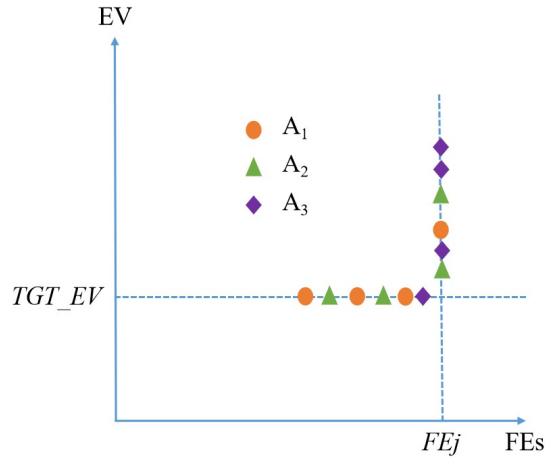 EV
A₁
A₂
A₃
TGT_EV
FEj
FEs